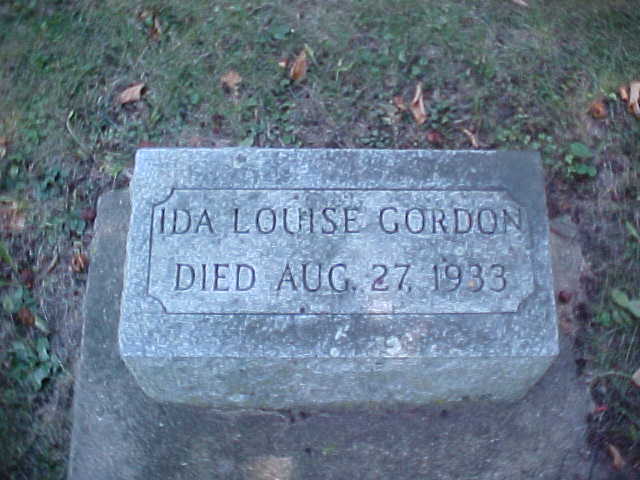 IDA LOUISE GORDON
DIED AUG. 27, 1933